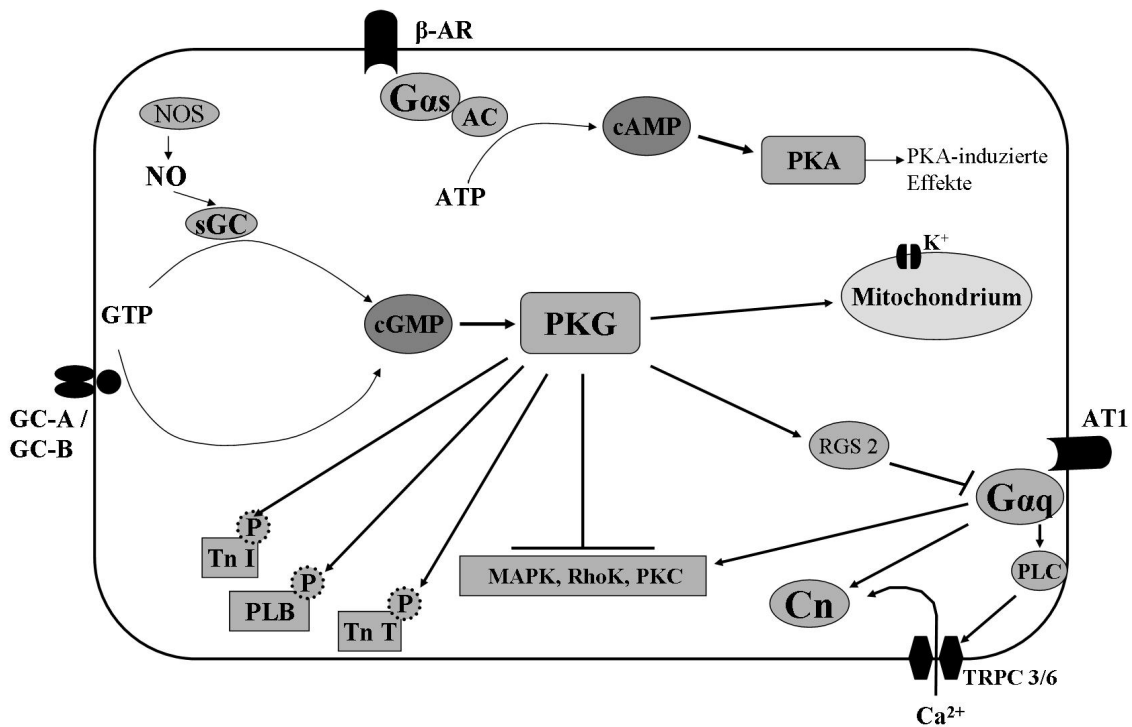 β-AR
NOS
Gαs
AC
cAMP
PKA
PKA-induzierte
Effekte
NO
ATP
sGC
K⁺
GTP
cGMP
PKG
Mitochondrium
GC-A /
GC-B
AT1
RGS 2
Gαq
P
Tn I
P
PLB
P
Tn T
MAPK, RhoK, PKC
Cn
PLC
TRPC 3/6
Ca²⁺